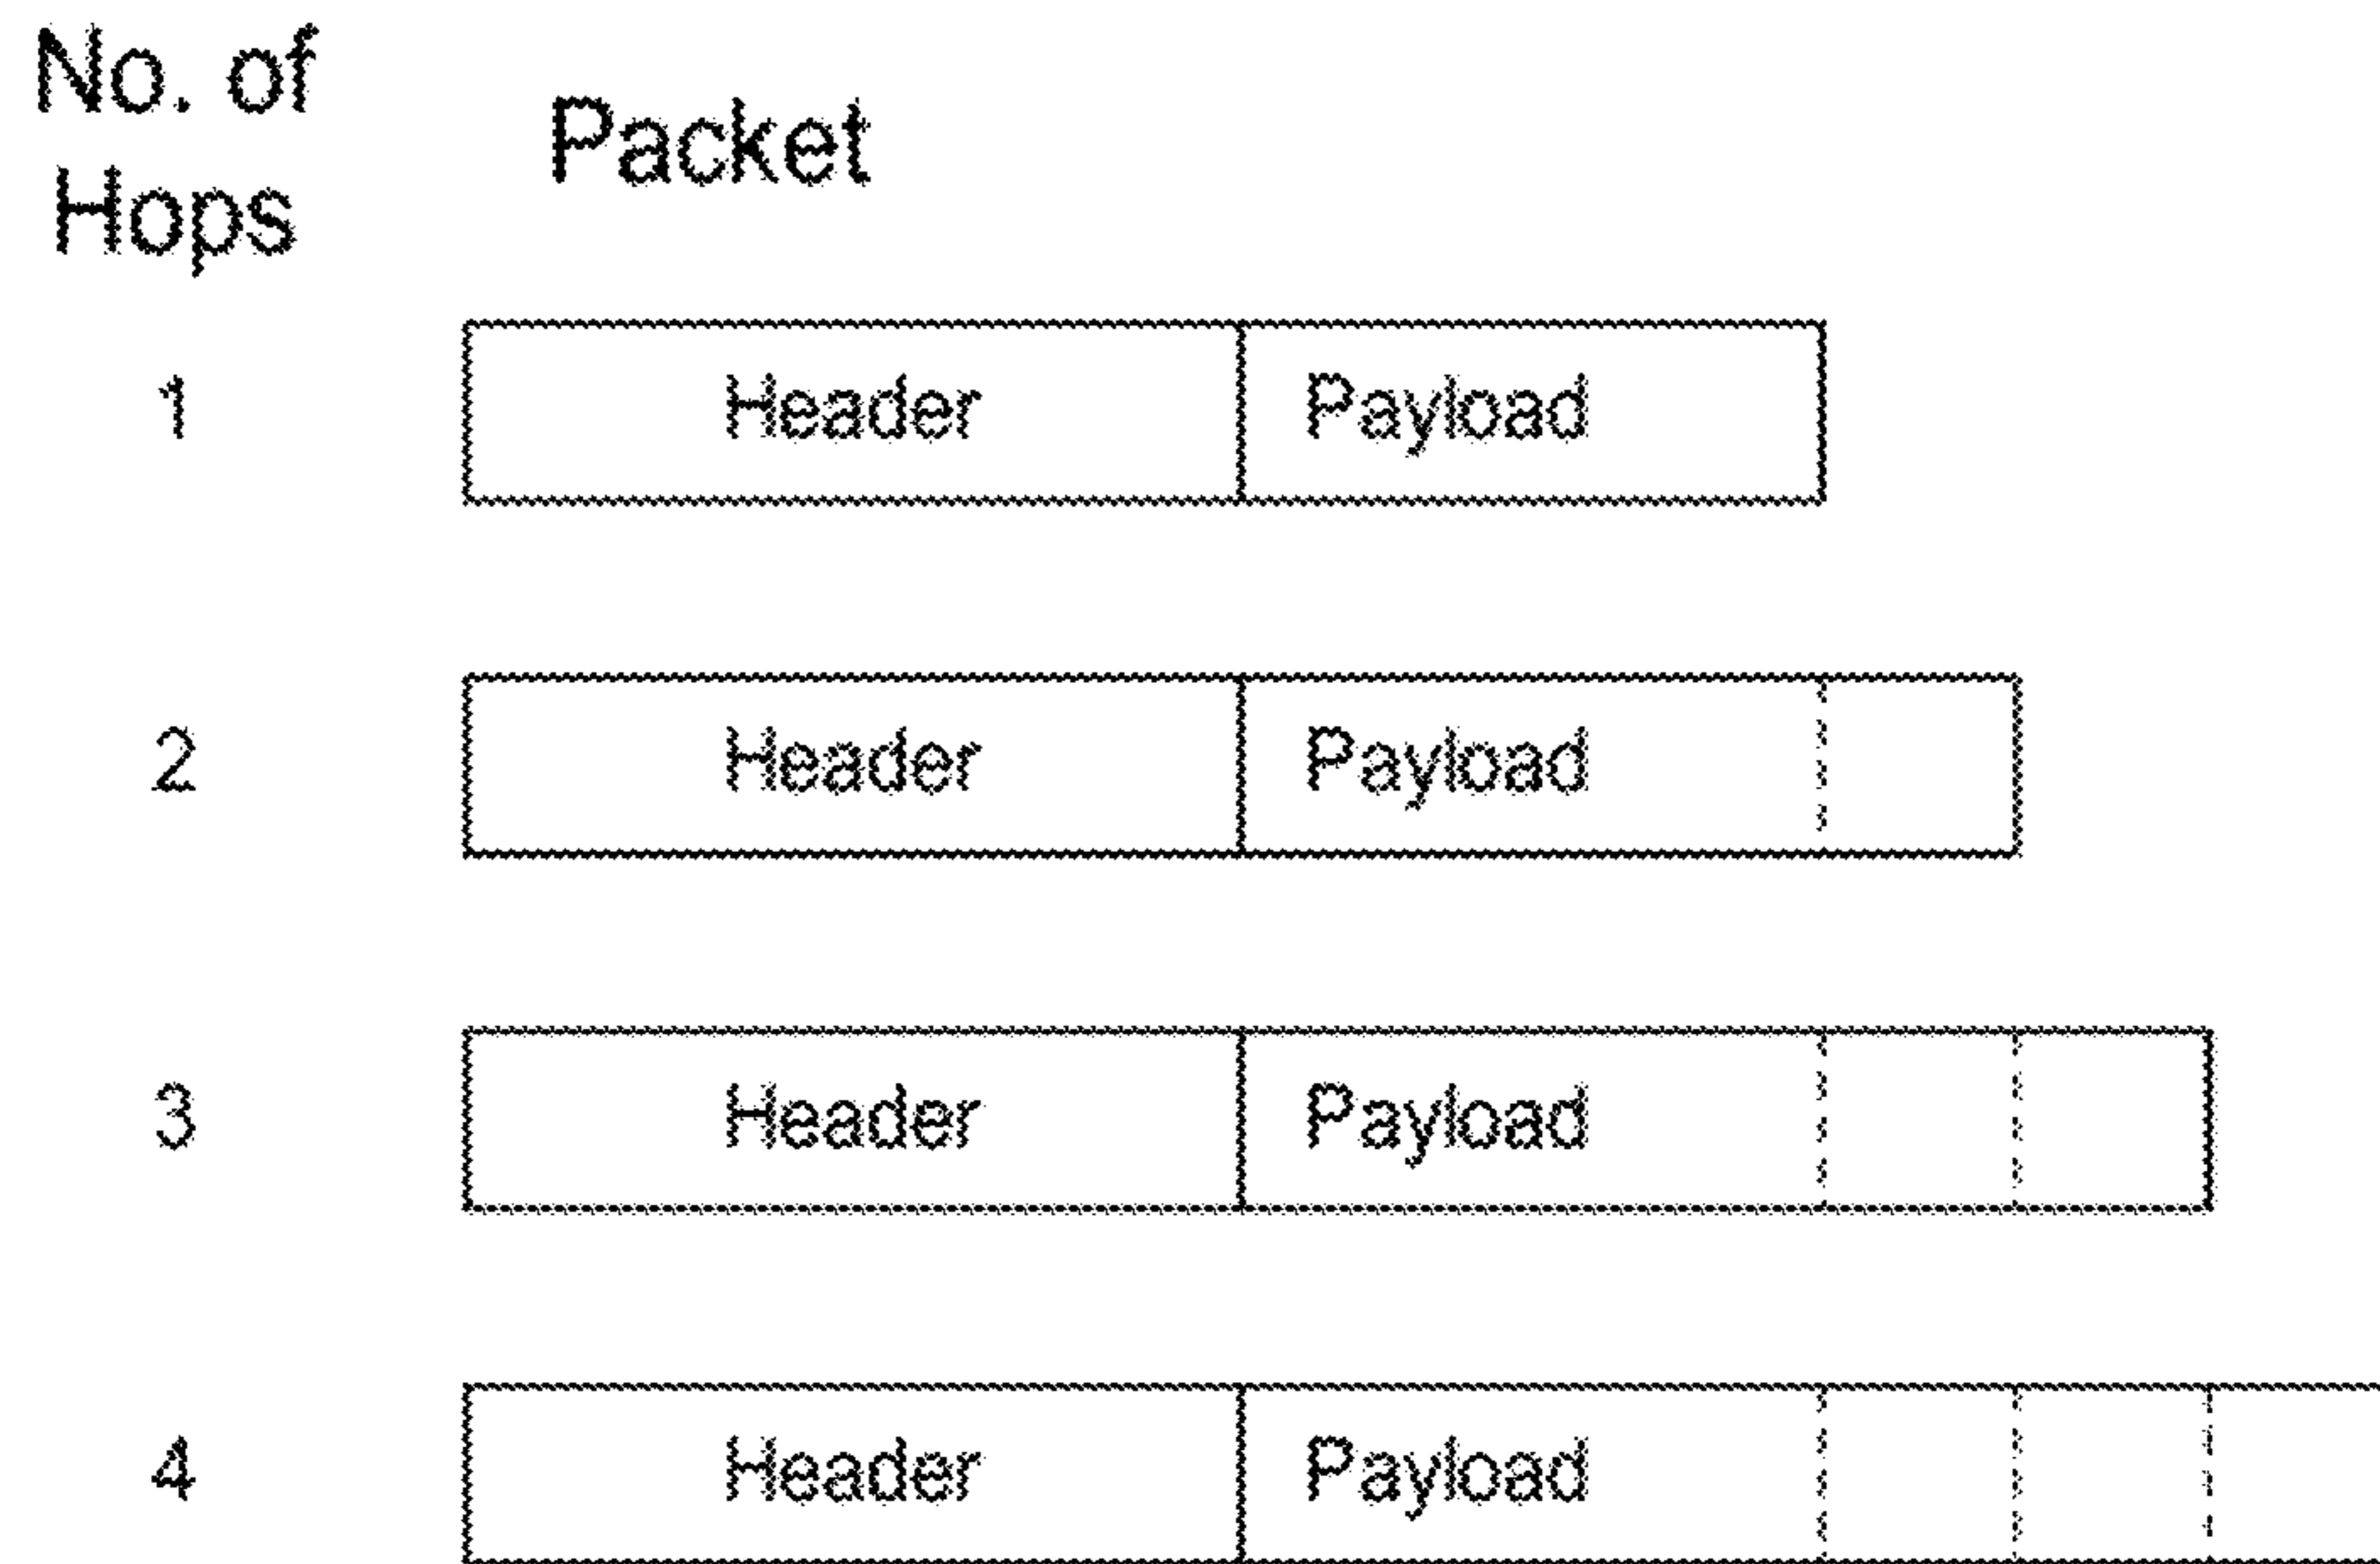 No. of
Hops
Packet
1 Header Payload
2 Header Payload
3 Header Payload
4 Header Payload